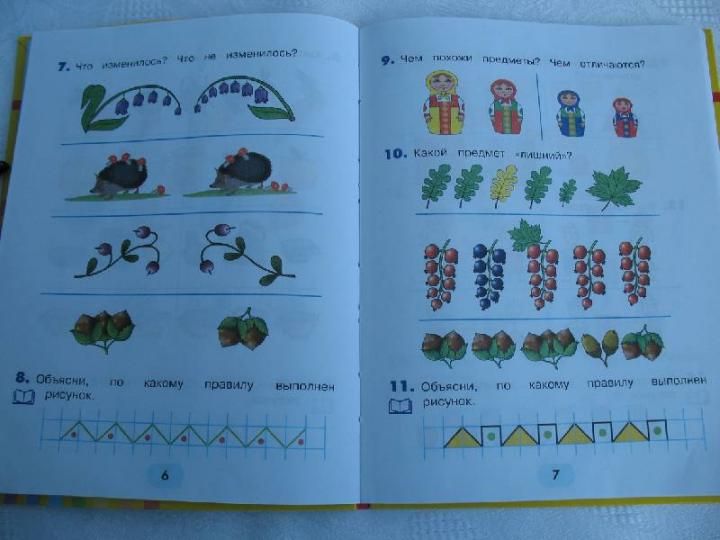 7. Что изменилось? Что не изменилось?
8. Объясни, по какому правилу выполнен
рисунок.
6
9. Чем похожи предметы? Чем отличаются?
10. Какой предмет «лишний»?
11. Объясни, по какому правилу выполнен
рисунок.
7